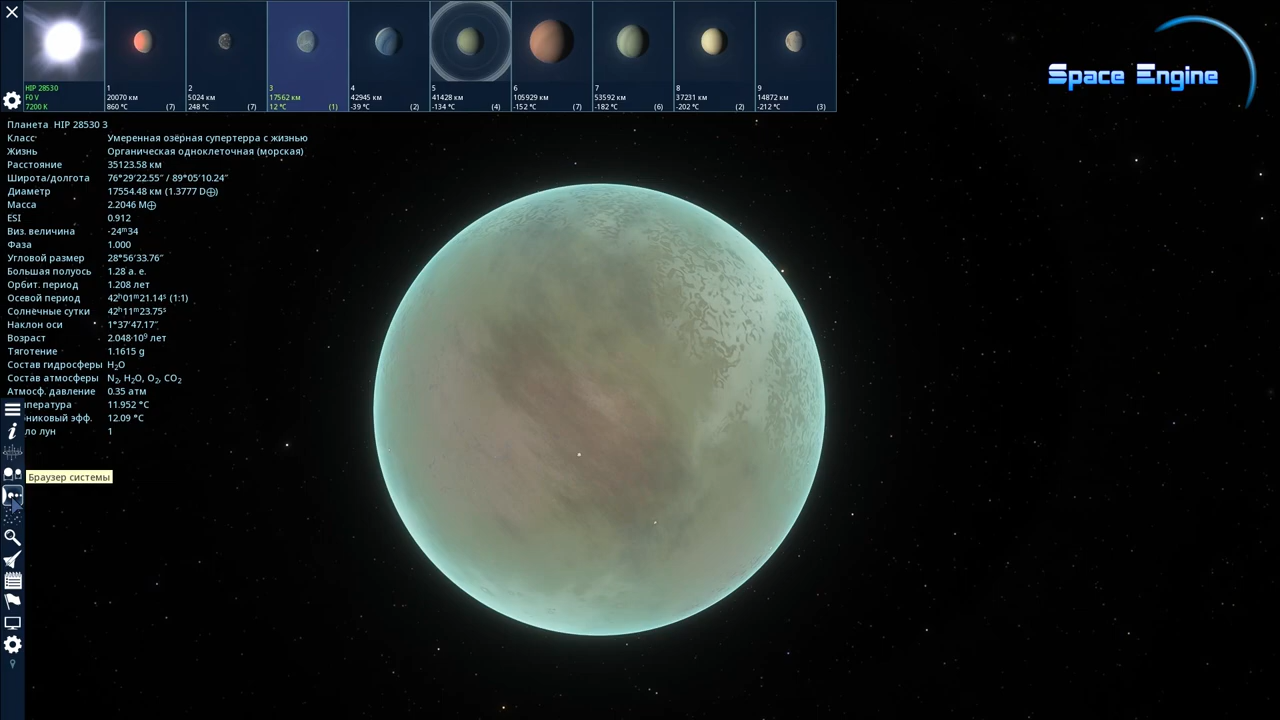 HIP 28530
F0 V
7200 K
1
20070 км
860 °C (7)
2
5024 км
248 °C (7)
3
17562 км
12 °C (1)
4
42945 км
-39 °C (2)
5
41428 км
-134 °C (4)
6
105929 км
-152 °C (7)
7
53592 км
-182 °C (6)
8
37231 км
-202 °C (2)
9
14872 км
-212 °C (3)
Space Engine
Планета HIP 28530 3
Класс Умеренная озёрная супертерра с жизнью
Жизнь Органическая одноклеточная (морская)
Расстояние 35123.58 км
Широта/долгота 76°29′22.55″ / 89°05′10.24″
Диаметр 17554.48 км (1.3777 D⨁)
Масса 2.2046 M⨁
ESI 0.912
Виз. величина -24ᵐ34
Фаза 1.000
Угловой размер 28°56′33.76″
Большая полуось 1.28 а. е.
Орбит. период 1.208 лет
Осевой период 42ʰ01ᵐ21.14ˢ (1:1)
Солнечные сутки 42ʰ11ᵐ23.75ˢ
Наклон оси 1°37′47.17″
Возраст 2.048·10⁹ лет
Тяготение 1.1615 g
Состав гидросферы H₂O
Состав атмосферы N₂, H₂O, O₂, CO₂
Атмосф. давление 0.35 атм
пература 11.952 °C
никовый эфф. 12.09 °C
ло лун 1
Браузер системы